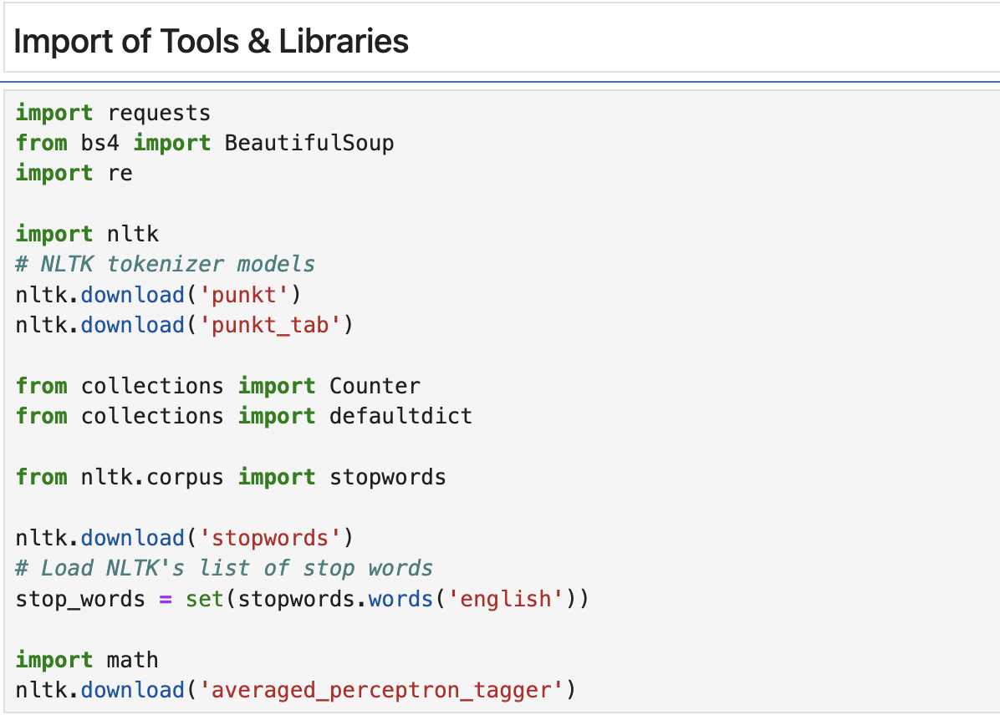 Import of Tools & Libraries
import requests
from bs4 import BeautifulSoup
import re
import nltk
# NLTK tokenizer models
nltk.download('punkt')
nltk.download('punkt_tab')
from collections import Counter
from collections import defaultdict
from nltk.corpus import stopwords
nltk.download('stopwords')
# Load NLTK's list of stop words
stop_words = set(stopwords.words('english'))
import math
nltk.download('averaged_perceptron_tagger')